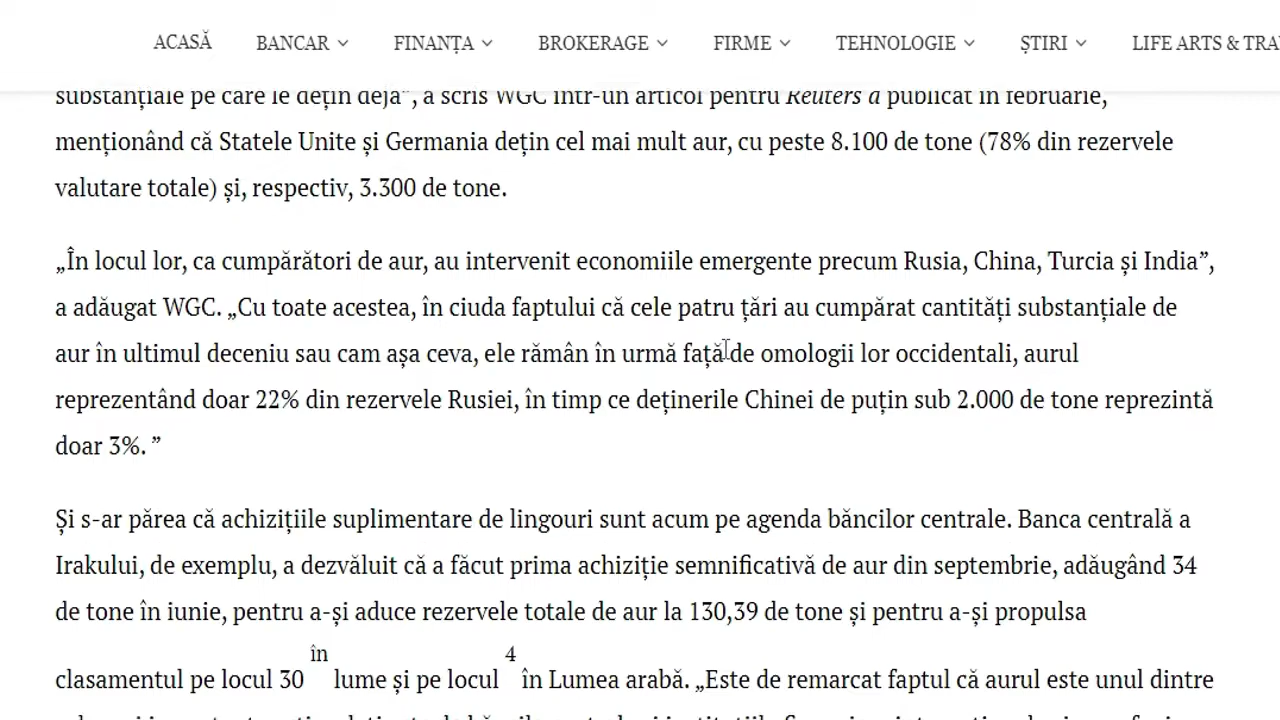 ACASĂ BANCAR FINANȚA BROKERAGE FIRME TEHNOLOGIE ȘTIRI LIFE ARTS & TRA
substanțiale pe care le dețin deja”, a scris WGC într-un articol pentru Reuters a publicat în februarie,
menționând că Statele Unite și Germania dețin cel mai mult aur, cu peste 8.100 de tone (78% din rezervele
valutare totale) și, respectiv, 3.300 de tone.
„În locul lor, ca cumpărători de aur, au intervenit economiile emergente precum Rusia, China, Turcia și India”,
a adăugat WGC. „Cu toate acestea, în ciuda faptului că cele patru țări au cumpărat cantități substanțiale de
aur în ultimul deceniu sau cam așa ceva, ele rămân în urmă față de omologii lor occidentali, aurul
reprezentând doar 22% din rezervele Rusiei, în timp ce deținerile Chinei de puțin sub 2.000 de tone reprezintă
doar 3%. ”
Și s-ar părea că achizițiile suplimentare de lingouri sunt acum pe agenda băncilor centrale. Banca centrală a
Irakului, de exemplu, a dezvăluit că a făcut prima achiziție semnificativă de aur din septembrie, adăugând 34
de tone în iunie, pentru a-și aduce rezervele totale de aur la 130,39 de tone și pentru a-și propulsa
clasamentul pe locul 30 în lume și pe locul 4 în Lumea arabă. „Este de remarcat faptul că aurul este unul dintre